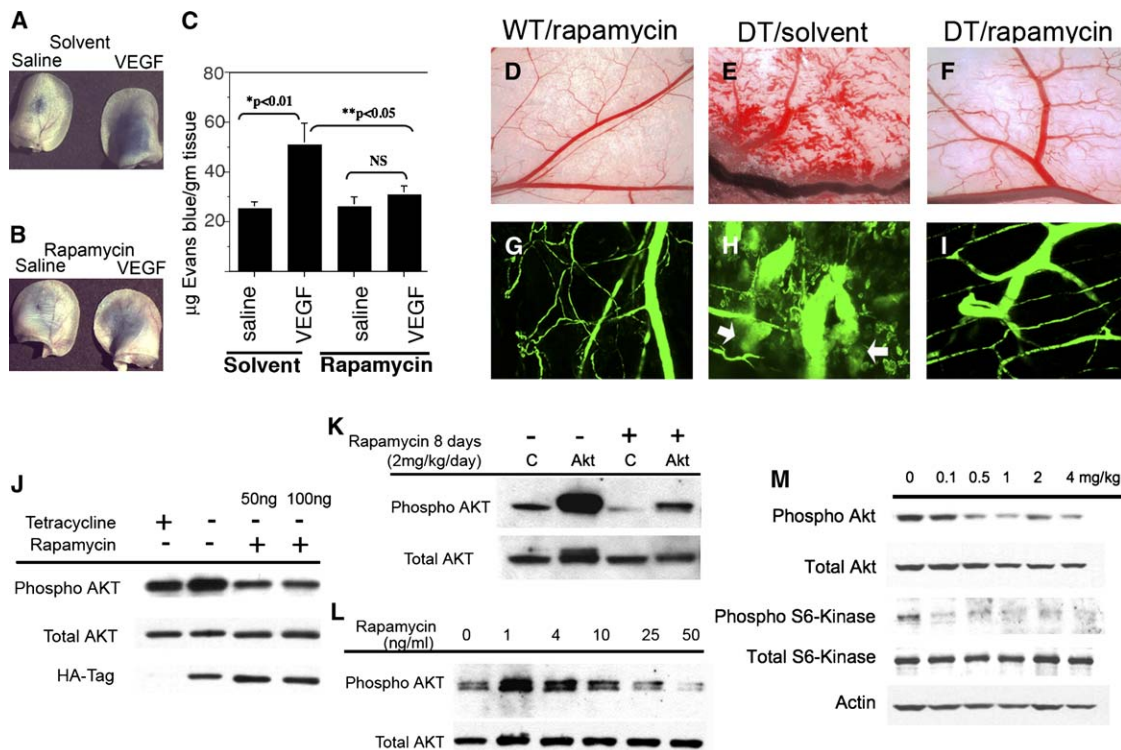 A
Solvent
Saline VEGF
B
Rapamycin
Saline VEGF
C
µg Evans blue/gm tissue
80
60
40
20
*p<0.01
**p<0.05
NS
saline VEGF saline VEGF
Solvent Rapamycin
WT/rapamycin DT/solvent DT/rapamycin
D E F
G H I
J
50ng 100ng
Tetracycline + - - -
Rapamycin - - + +
Phospho AKT
Total AKT
HA-Tag
K
Rapamycin 8 days - - + +
(2mg/kg/day) C Akt C Akt
Phospho AKT
Total AKT
L
Rapamycin
(ng/ml) 0 1 4 10 25 50
Phospho AKT
Total AKT
M
0 0.1 0.5 1 2 4 mg/kg
Phospho Akt
Total Akt
Phospho S6-Kinase
Total S6-Kinase
Actin